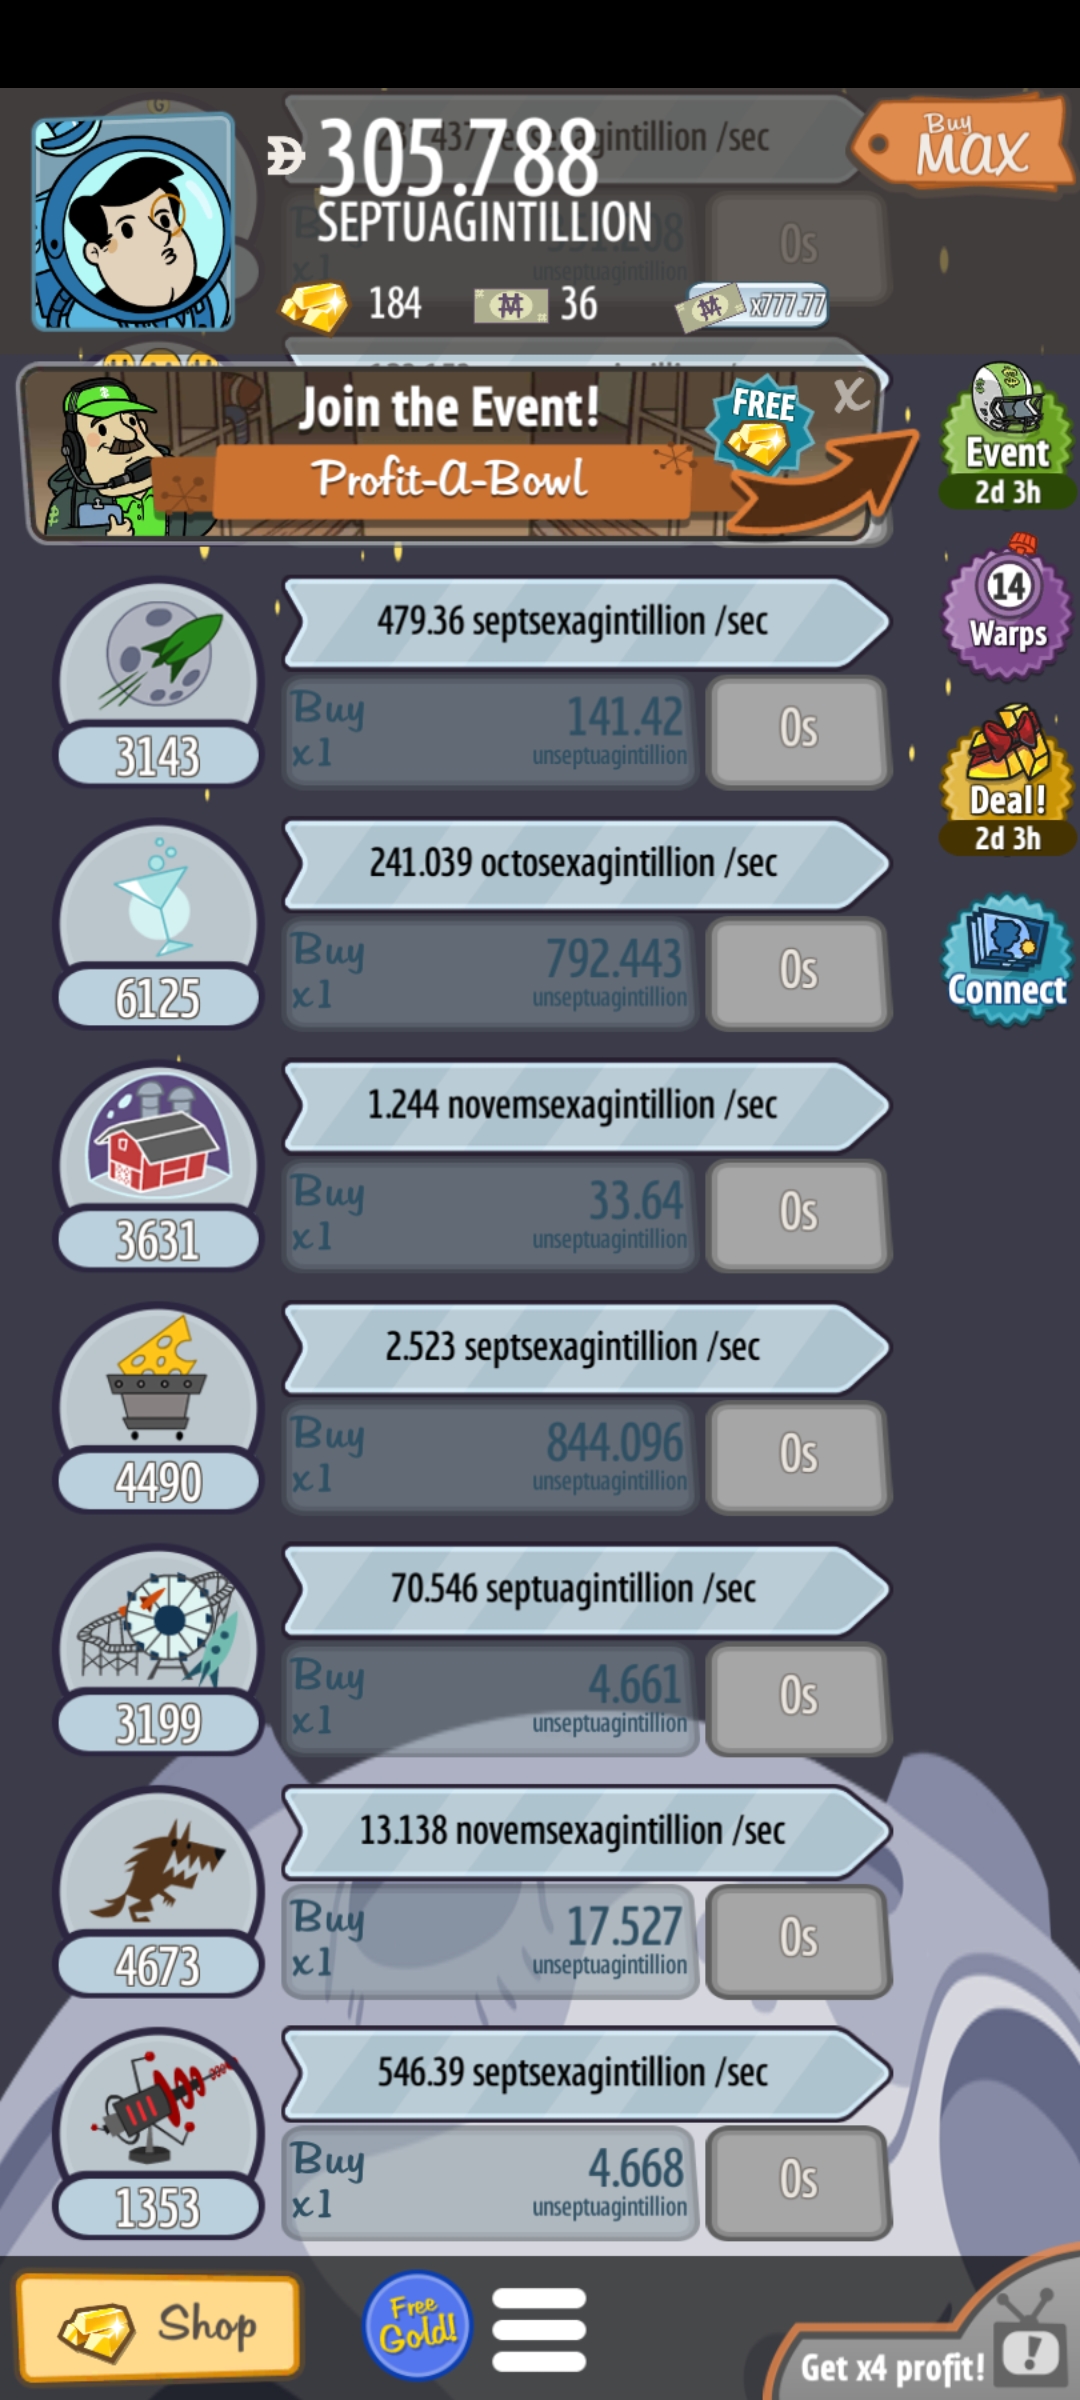 305.788
SEPTUAGINTILLION
Buy
MAX
184
36
x777.77
/sec
0s
unseptuagintillion
Join the Event!
Profit-A-Bowl
FREE
X
Event
2d 3h
14
Warps
Deal!
2d 3h
Connect
479.36 septsexagintillion /sec
Buy
x1
141.42
unseptuagintillion
0s
3143
241.039 octosexagintillion /sec
Buy
x1
792.443
unseptuagintillion
0s
6125
1.244 novemsexagintillion /sec
Buy
x1
33.64
unseptuagintillion
0s
3631
2.523 septsexagintillion /sec
Buy
x1
844.096
unseptuagintillion
0s
4490
70.546 septuagintillion /sec
Buy
x1
4.661
unseptuagintillion
0s
3199
13.138 novemsexagintillion /sec
Buy
x1
17.527
unseptuagintillion
0s
4673
546.39 septsexagintillion /sec
Buy
x1
4.668
unseptuagintillion
0s
1353
Shop
Free
Gold!
Get x4 profit!